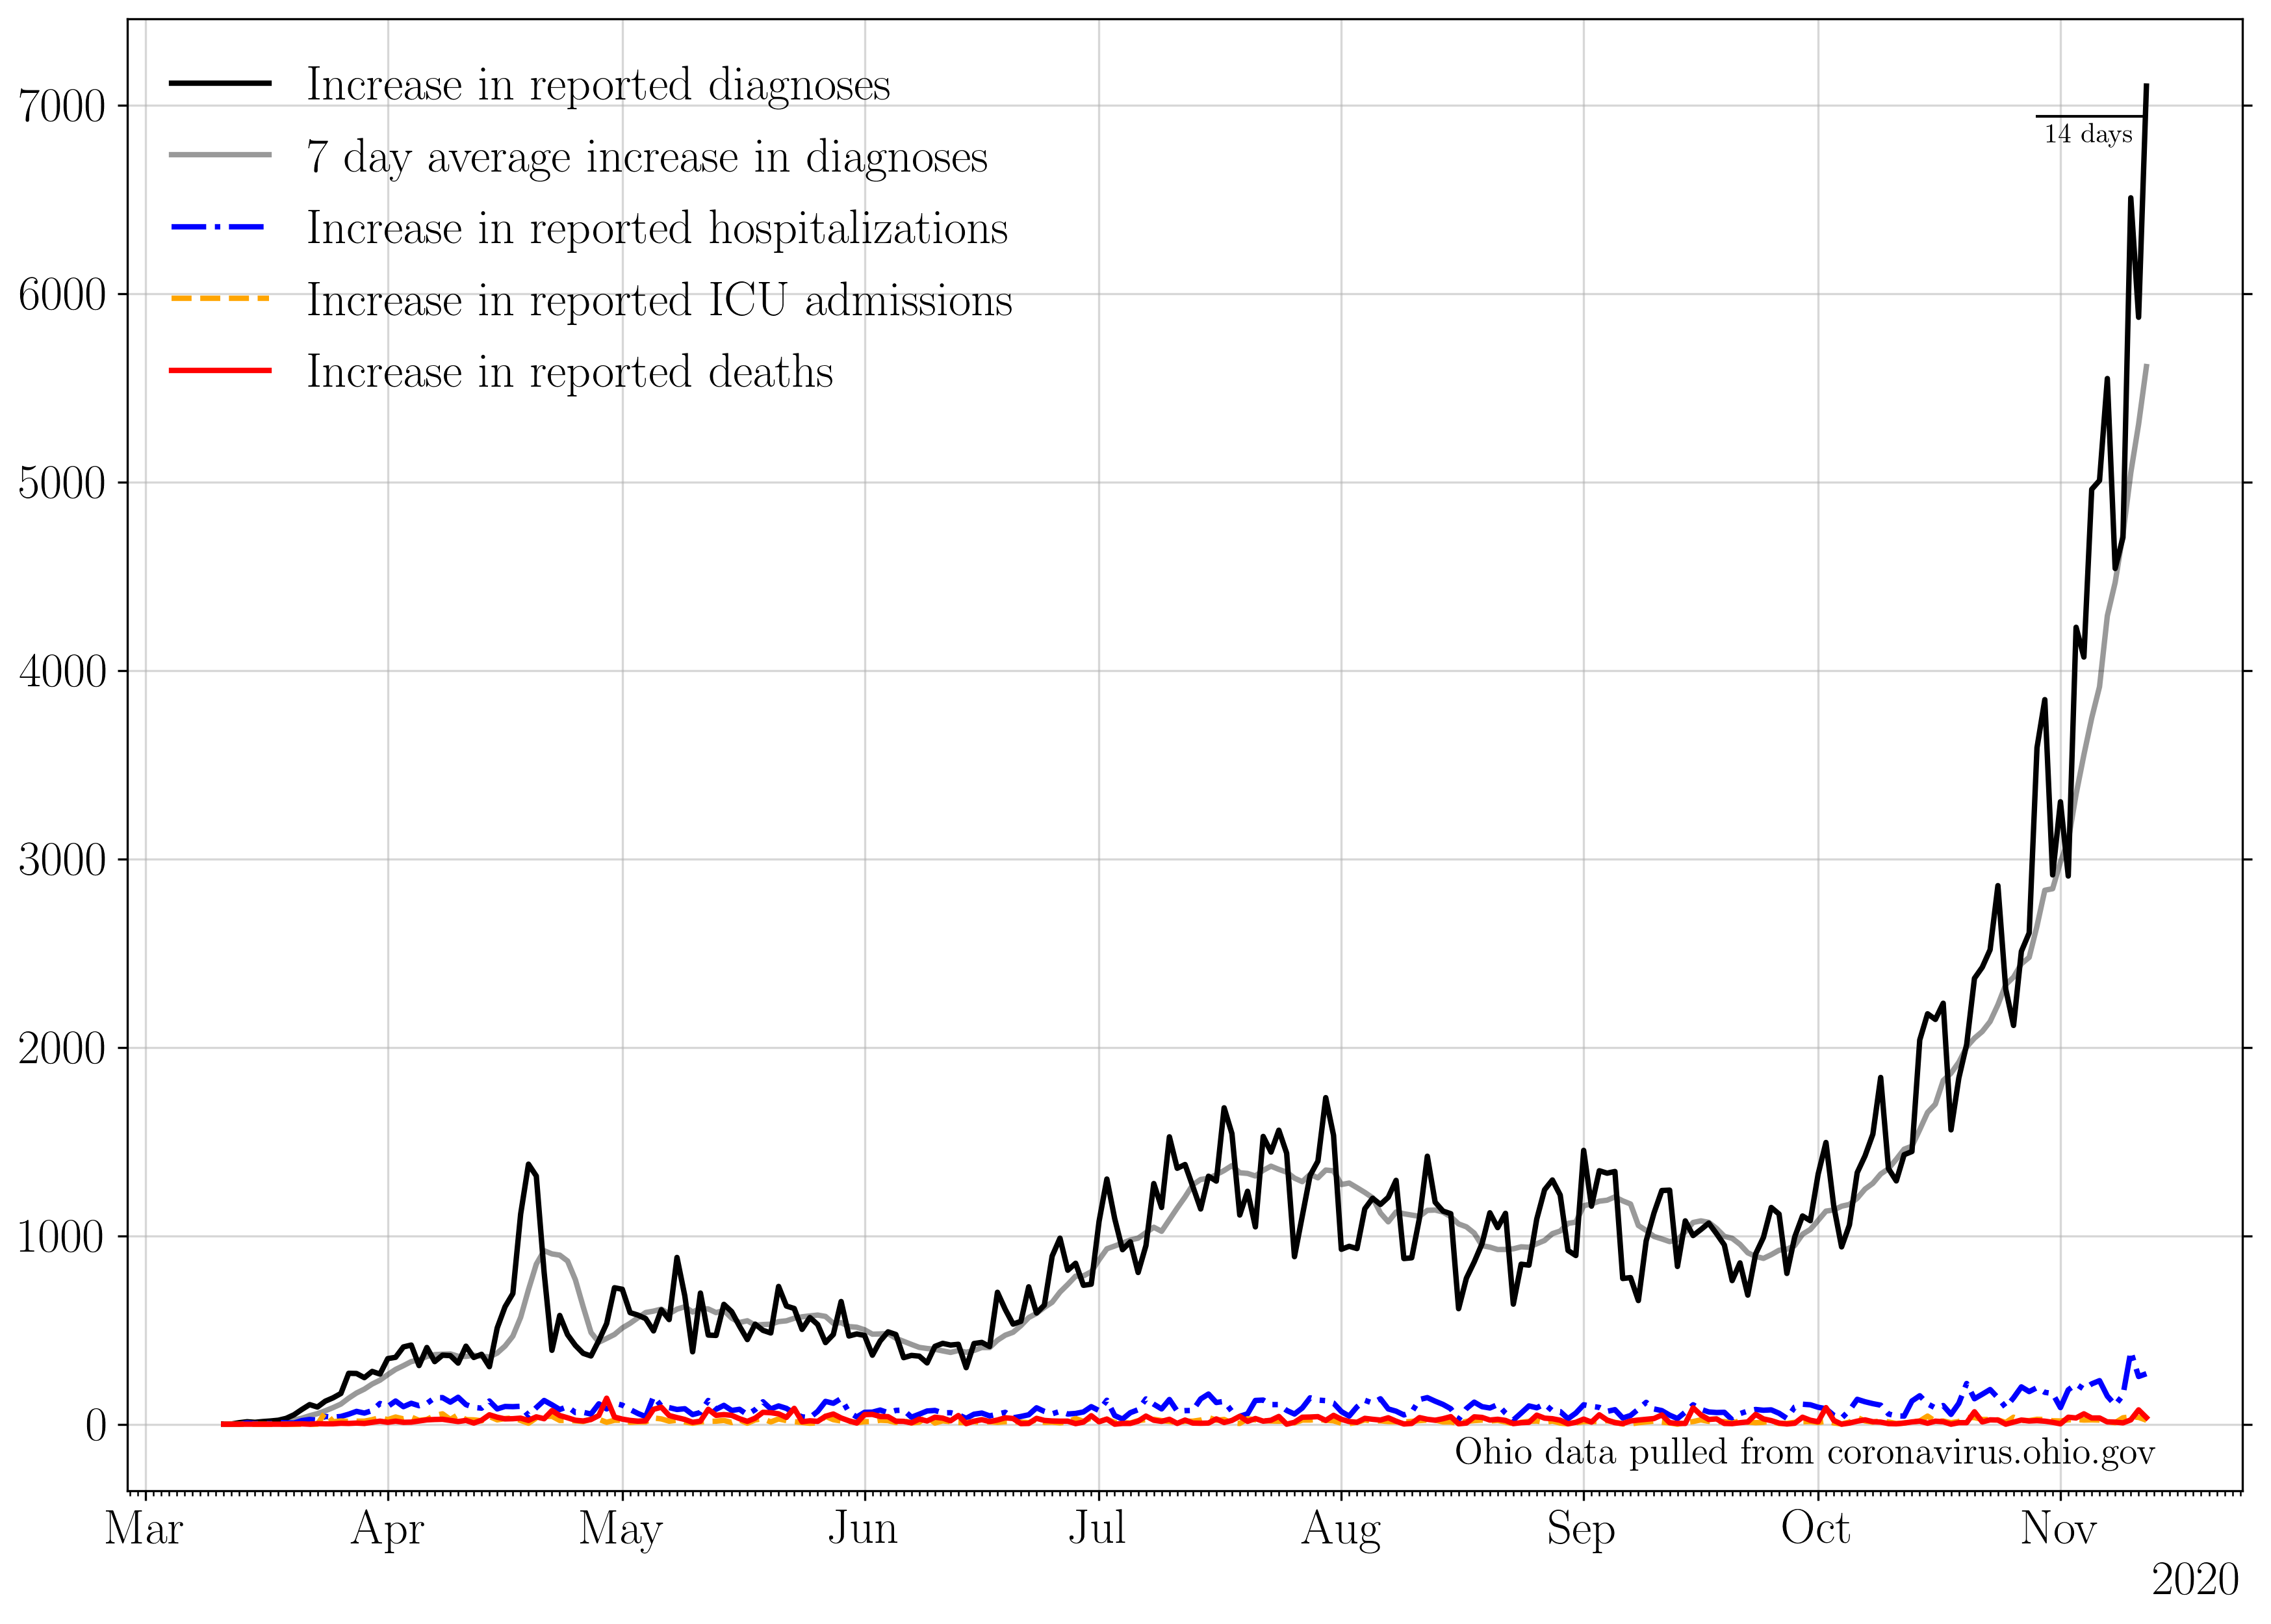 Increase in reported diagnoses
7 day average increase in diagnoses
Increase in reported hospitalizations
Increase in reported ICU admissions
Increase in reported deaths
14 days
7000
6000
5000
4000
3000
2000
1000
0
Ohio data pulled from coronavirus.ohio.gov
Mar Apr May Jun Jul Aug Sep Oct Nov
2020